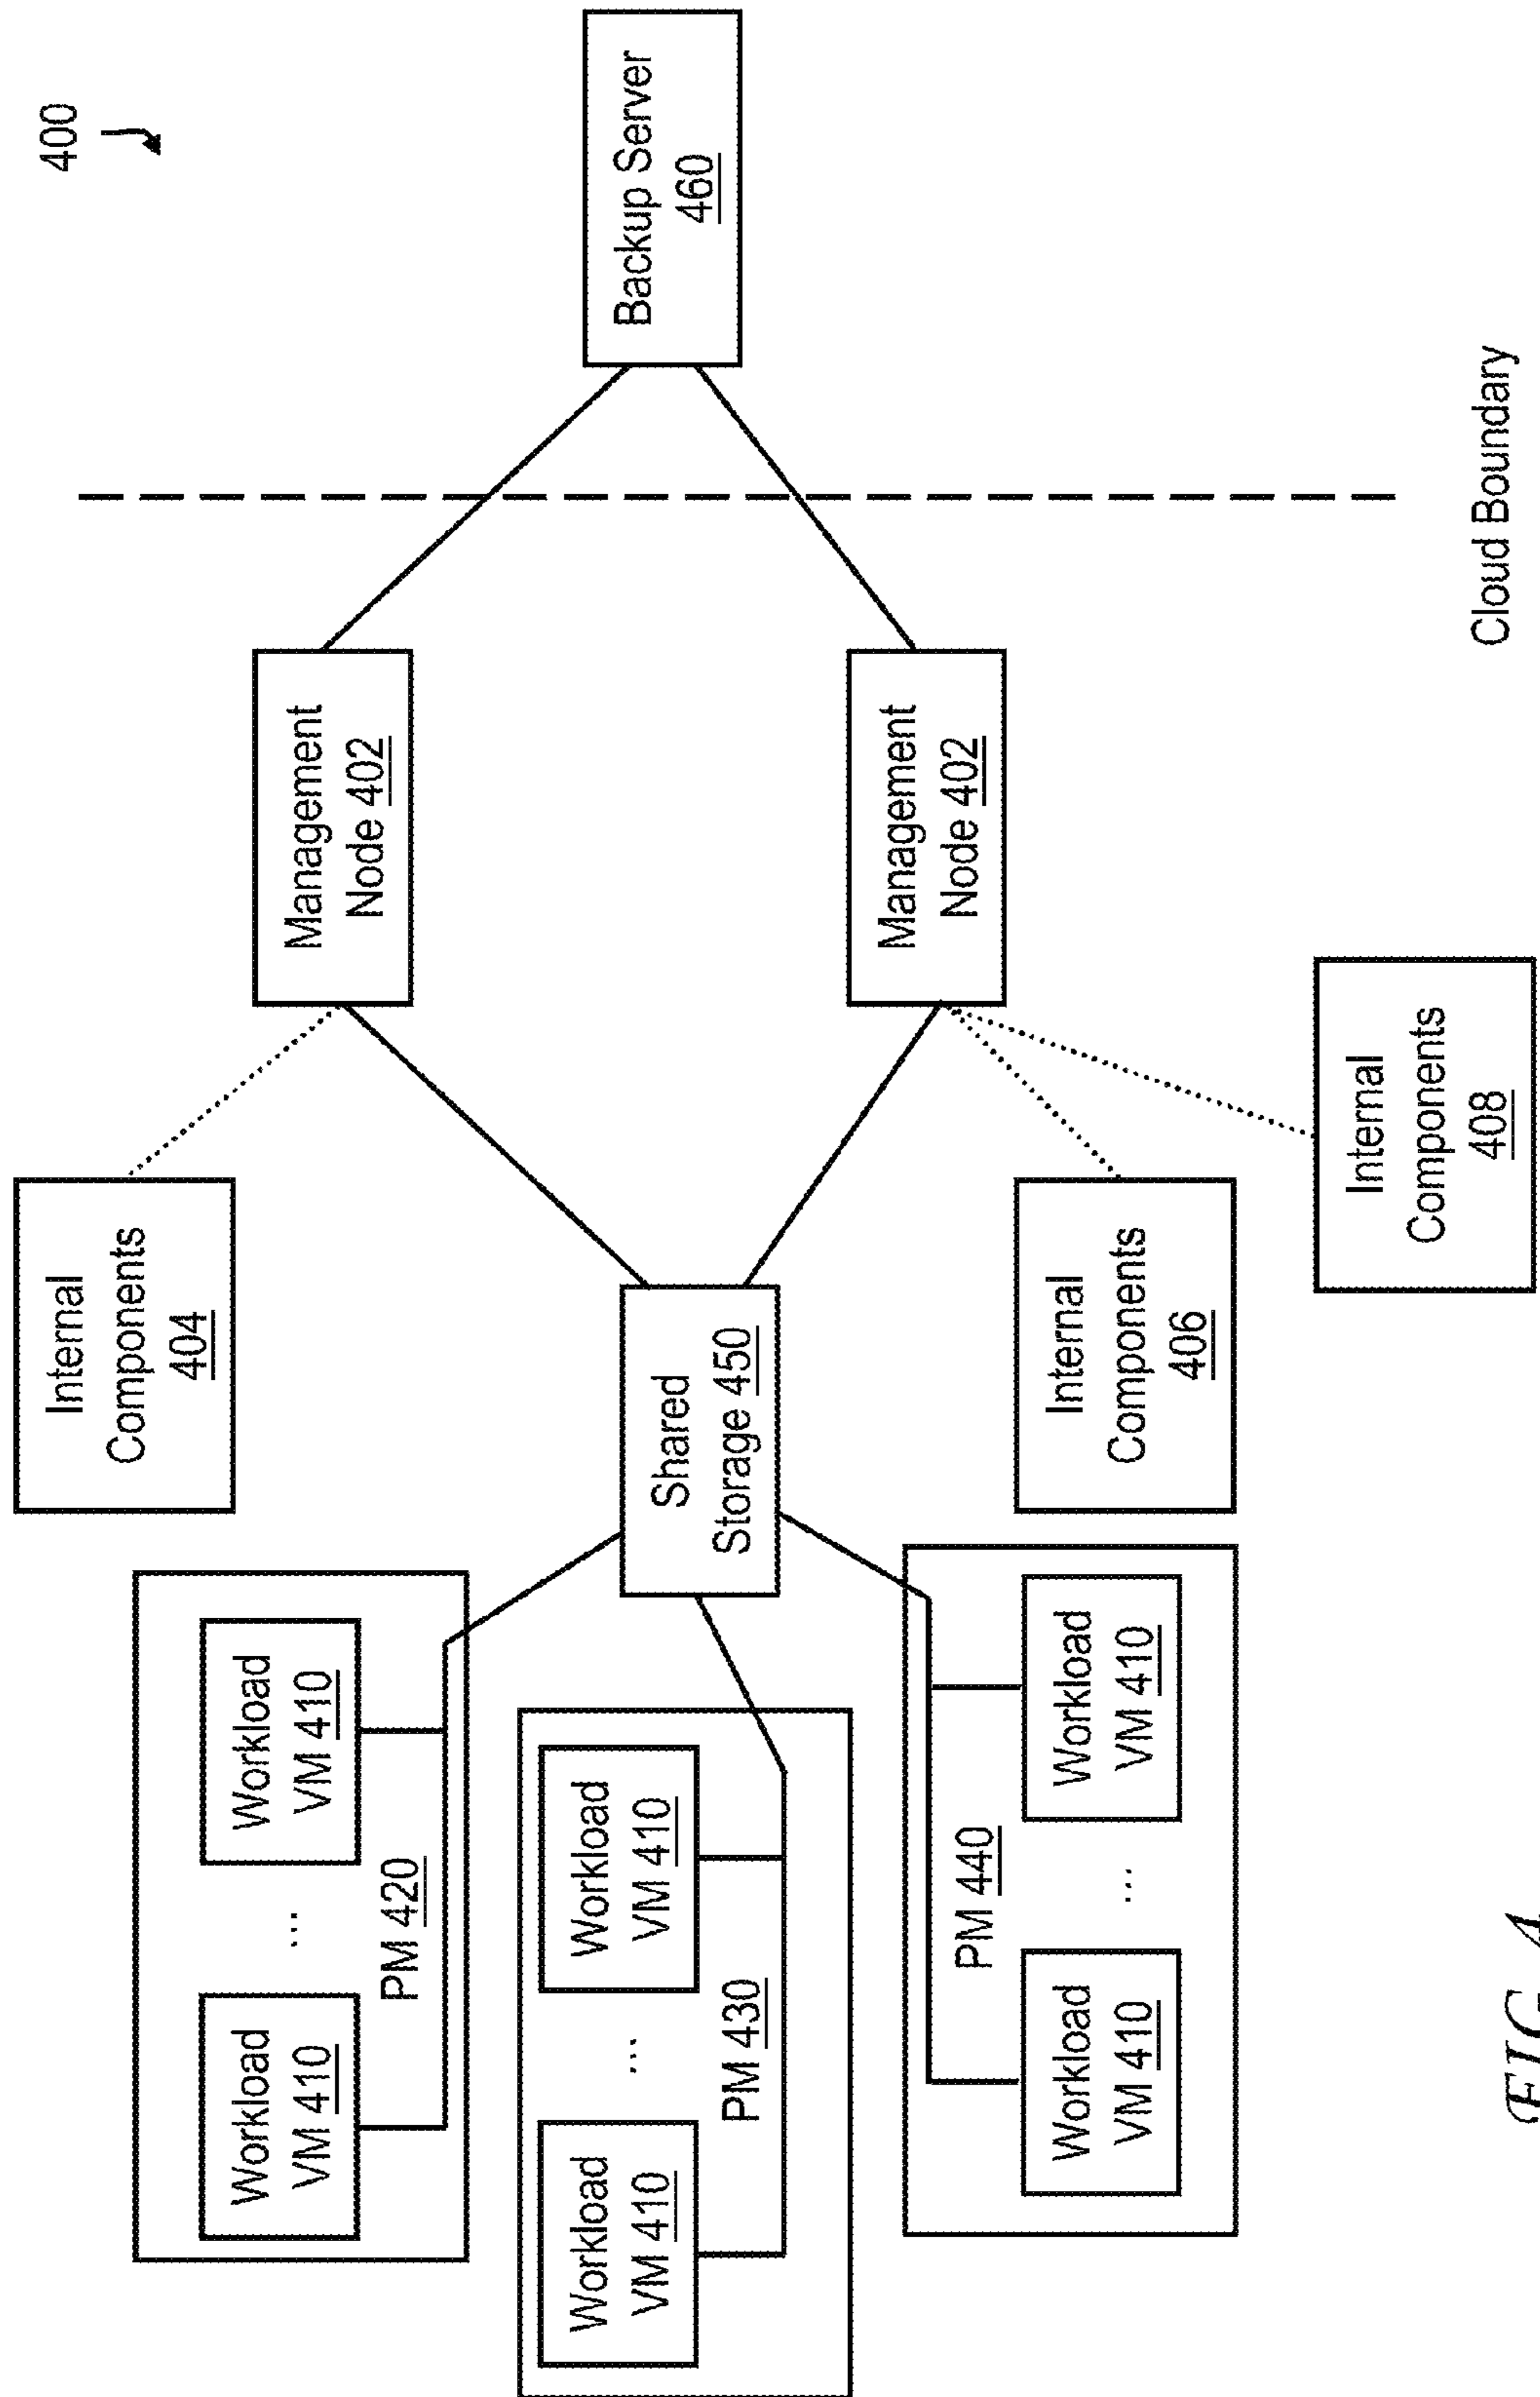 400
Internal
Components
404
Management
Node 402
Workload
VM 410
...
Workload
VM 410
PM 420
Shared
Storage 450
Backup Server
460
Workload
VM 410
...
Workload
VM 410
PM 430
Management
Node 402
PM 440
Workload
VM 410
...
Workload
VM 410
Internal
Components
406
Internal
Components
408
Cloud Boundary
FIG. 4